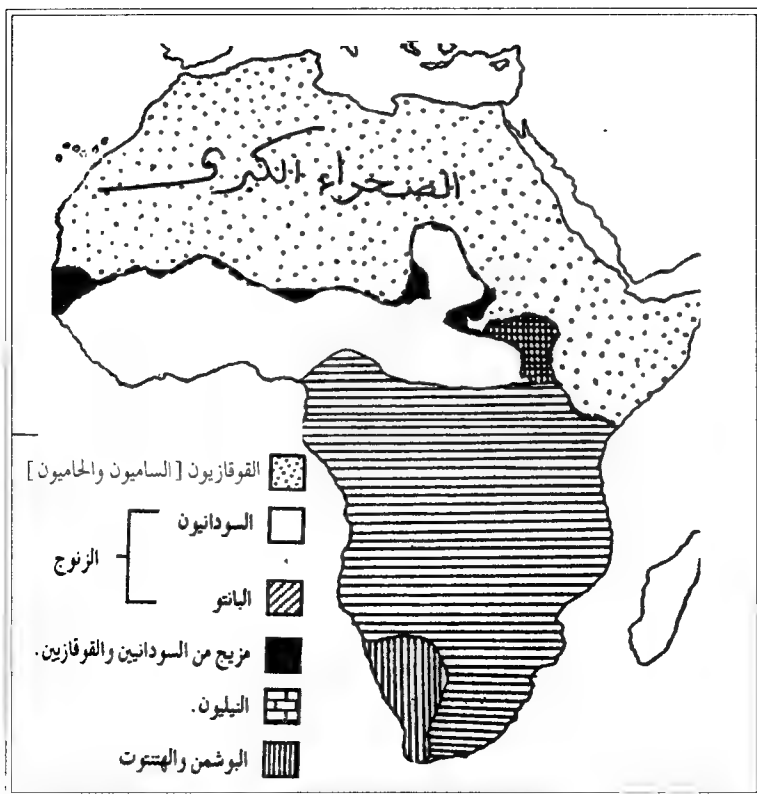 الصحراء الكبرى
القوقازيون [الساميون والحاميون]
السودانيون
الزنوج
البانتو
مزيج من السودانيين والقوقازيين.
النيليون.
البوشمن والهتنتوت